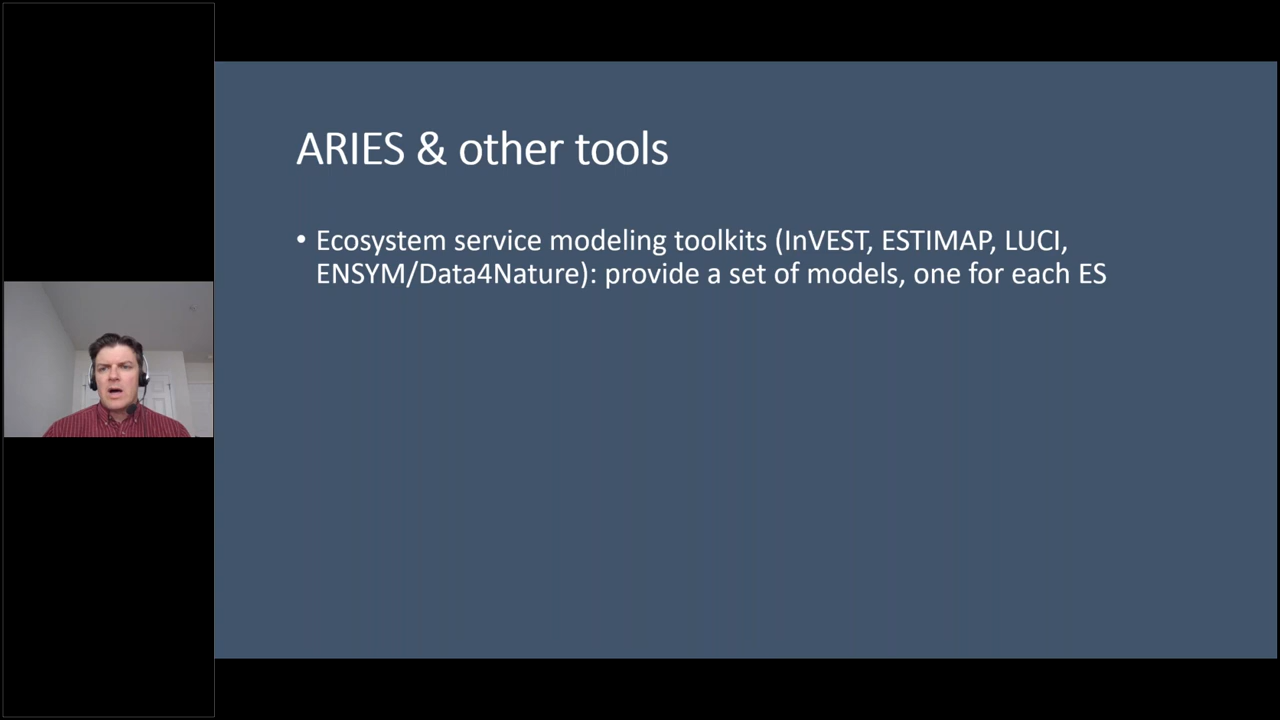 ARIES & other tools
• Ecosystem service modeling toolkits (InVEST, ESTIMAP, LUCI,
ENSYM/Data4Nature): provide a set of models, one for each ES